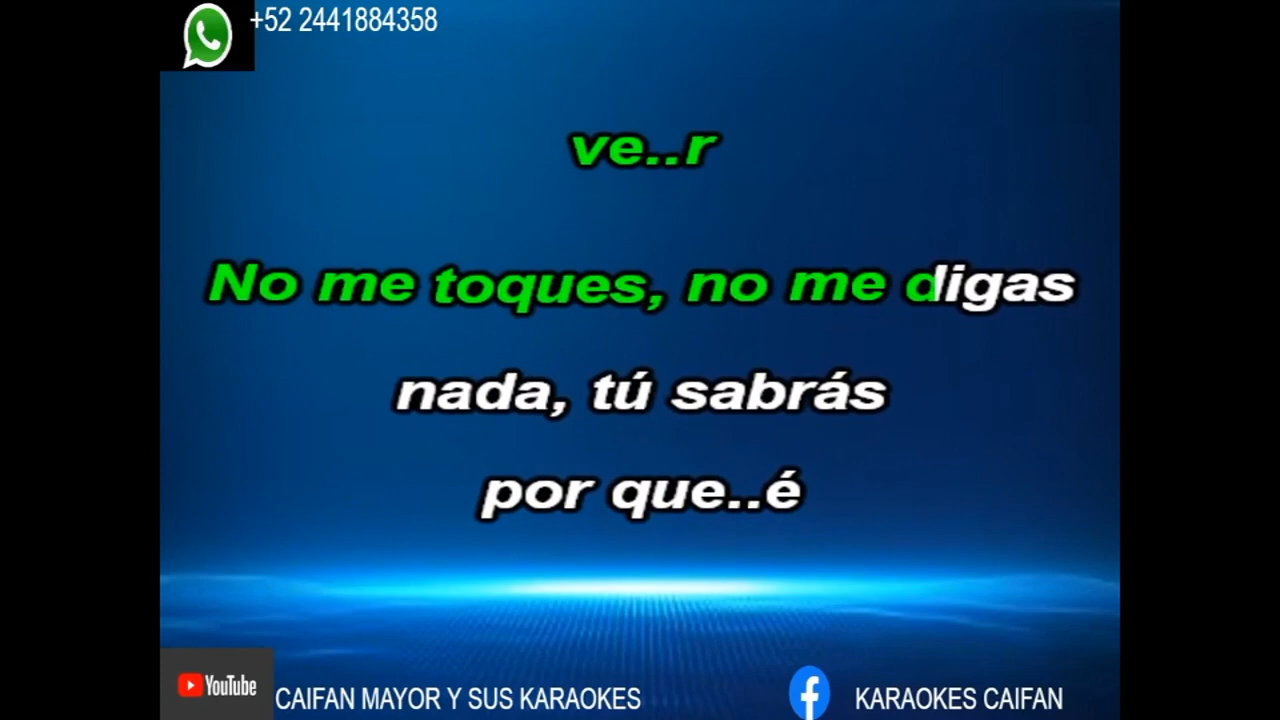 +52 2441884358
ve..r
No me toques, no me digas
nada, tú sabrás
por que..é
YouTube CAIFAN MAYOR Y SUS KARAOKES
KARAOKES CAIFAN